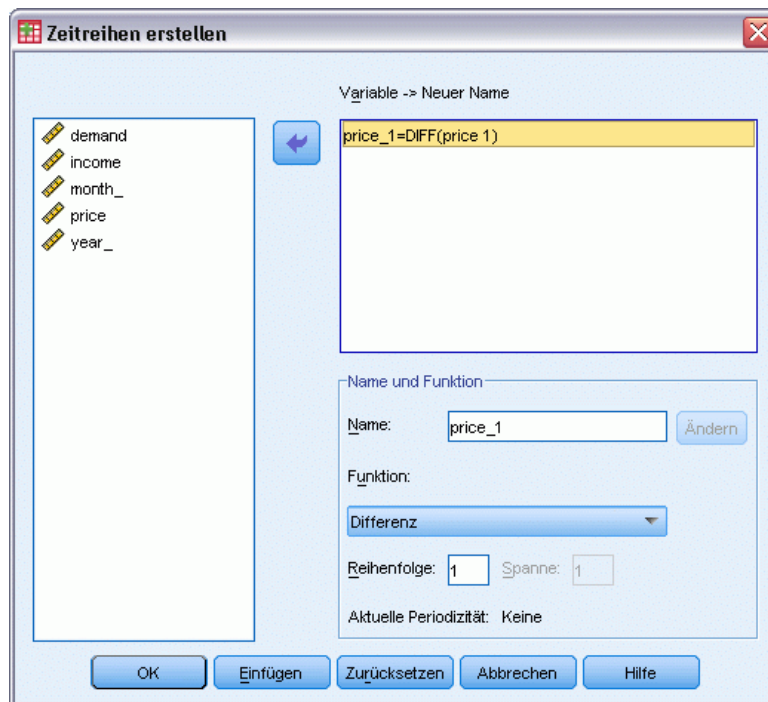 Zeitreihen erstellen
Variable -> Neuer Name
demand
income
month_
price
year_
price_1=DIFF(price 1)
Name und Funktion
Name: price_1 Ändern
Funktion:
Differenz
Reihenfolge: 1 Spanne: 1
Aktuelle Periodizität: Keine
OK Einfügen Zurücksetzen Abbrechen Hilfe